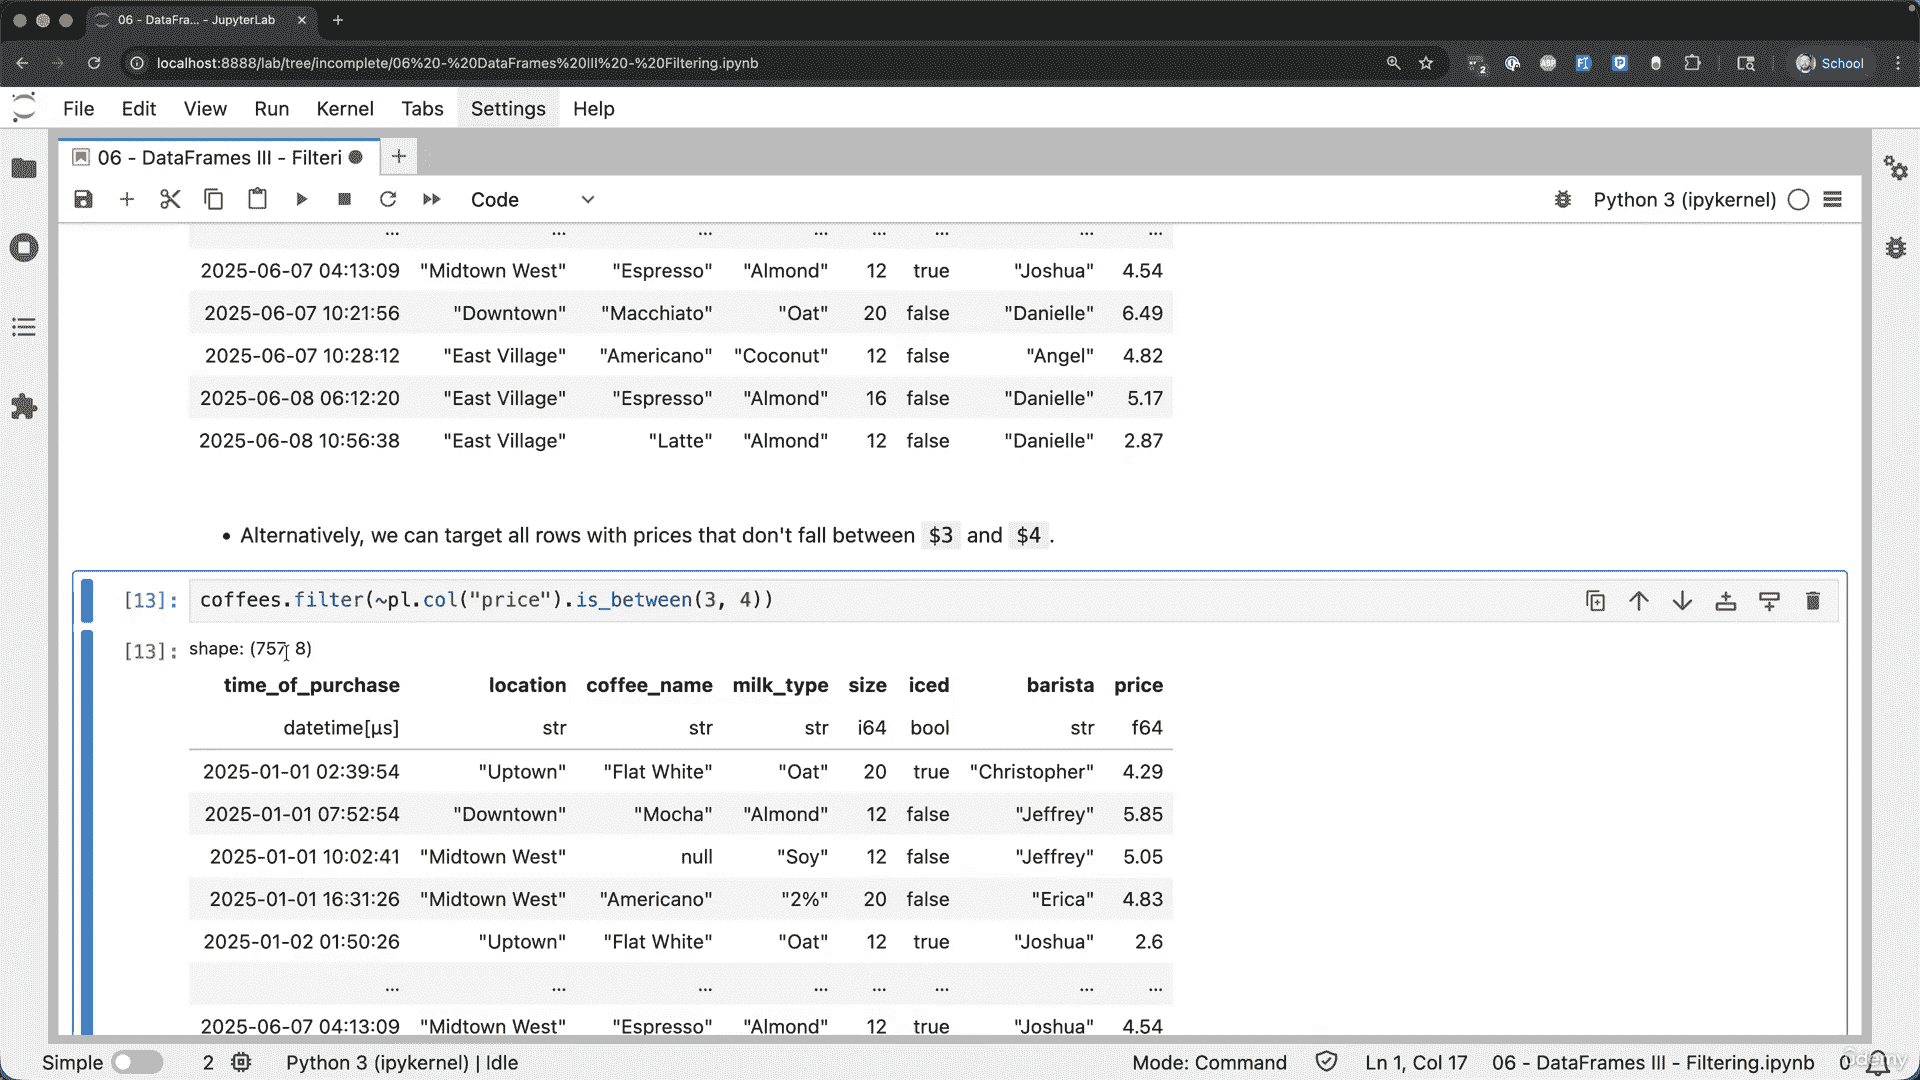 06 - DataFra... - JupyterLab
localhost:8888/lab/tree/incomplete/06%20-%20DataFrames%20III%20-%20Filtering.ipynb
2
School
File Edit View Run Kernel Tabs Settings Help
06 - DataFrames III - Filteri
Code
Python 3 (ipykernel)
... ... ... ... ... ... ... ...
2025-06-07 04:13:09 "Midtown West" "Espresso" "Almond" 12 true "Joshua" 4.54
2025-06-07 10:21:56 "Downtown" "Macchiato" "Oat" 20 false "Danielle" 6.49
2025-06-07 10:28:12 "East Village" "Americano" "Coconut" 12 false "Angel" 4.82
2025-06-08 06:12:20 "East Village" "Espresso" "Almond" 16 false "Danielle" 5.17
2025-06-08 10:56:38 "East Village" "Latte" "Almond" 12 false "Danielle" 2.87
• Alternatively, we can target all rows with prices that don't fall between $3 and $4.
[13]: coffees.filter(~pl.col("price").is_between(3, 4))
[13]: shape: (757, 8)
time_of_purchase location coffee_name milk_type size iced barista price
datetime[μs] str str str i64 bool str f64
2025-01-01 02:39:54 "Uptown" "Flat White" "Oat" 20 true "Christopher" 4.29
2025-01-01 07:52:54 "Downtown" "Mocha" "Almond" 12 false "Jeffrey" 5.85
2025-01-01 10:02:41 "Midtown West" null "Soy" 12 false "Jeffrey" 5.05
2025-01-01 16:31:26 "Midtown West" "Americano" "2%" 20 false "Erica" 4.83
2025-01-02 01:50:26 "Uptown" "Flat White" "Oat" 12 true "Joshua" 2.6
... ... ... ... ... ... ... ...
2025-06-07 04:13:09 "Midtown West" "Espresso" "Almond" 12 true "Joshua" 4.54
Simple 2 Python 3 (ipykernel) | Idle Mode: Command Ln 1, Col 17 06 - DataFrames III - Filtering.ipynb 0
ûdemy